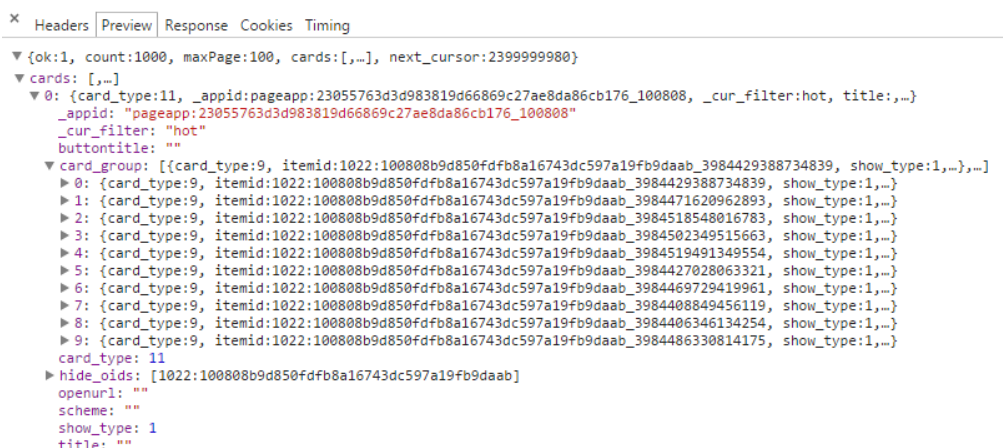 × Headers Preview Response Cookies Timing
▼ {ok:1, count:1000, maxPage:100, cards:[,…], next_cursor:2399999980}
▼ cards: [,…]
▼ 0: {card_type:11, _appid:pageapp:23055763d3d983819d66869c27ae8da86cb176_100808, _cur_filter:hot, title:,…}
_appid: "pageapp:23055763d3d983819d66869c27ae8da86cb176_100808"
_cur_filter: "hot"
buttontitle: ""
▼ card_group: [{card_type:9, itemid:1022:100808b9d850fdfb8a16743dc597a19fb9daab_3984429388734839, show_type:1,…},…]
▶ 0: {card_type:9, itemid:1022:100808b9d850fdfb8a16743dc597a19fb9daab_3984429388734839, show_type:1,…}
▶ 1: {card_type:9, itemid:1022:100808b9d850fdfb8a16743dc597a19fb9daab_3984471620962893, show_type:1,…}
▶ 2: {card_type:9, itemid:1022:100808b9d850fdfb8a16743dc597a19fb9daab_3984518548016783, show_type:1,…}
▶ 3: {card_type:9, itemid:1022:100808b9d850fdfb8a16743dc597a19fb9daab_3984502349515663, show_type:1,…}
▶ 4: {card_type:9, itemid:1022:100808b9d850fdfb8a16743dc597a19fb9daab_3984519491349554, show_type:1,…}
▶ 5: {card_type:9, itemid:1022:100808b9d850fdfb8a16743dc597a19fb9daab_3984427028063321, show_type:1,…}
▶ 6: {card_type:9, itemid:1022:100808b9d850fdfb8a16743dc597a19fb9daab_3984469729419961, show_type:1,…}
▶ 7: {card_type:9, itemid:1022:100808b9d850fdfb8a16743dc597a19fb9daab_3984408849456119, show_type:1,…}
▶ 8: {card_type:9, itemid:1022:100808b9d850fdfb8a16743dc597a19fb9daab_3984406346134254, show_type:1,…}
▶ 9: {card_type:9, itemid:1022:100808b9d850fdfb8a16743dc597a19fb9daab_3984486330814175, show_type:1,…}
card_type: 11
▶ hide_oids: [1022:100808b9d850fdfb8a16743dc597a19fb9daab]
openurl: ""
scheme: ""
show_type: 1
title: ""